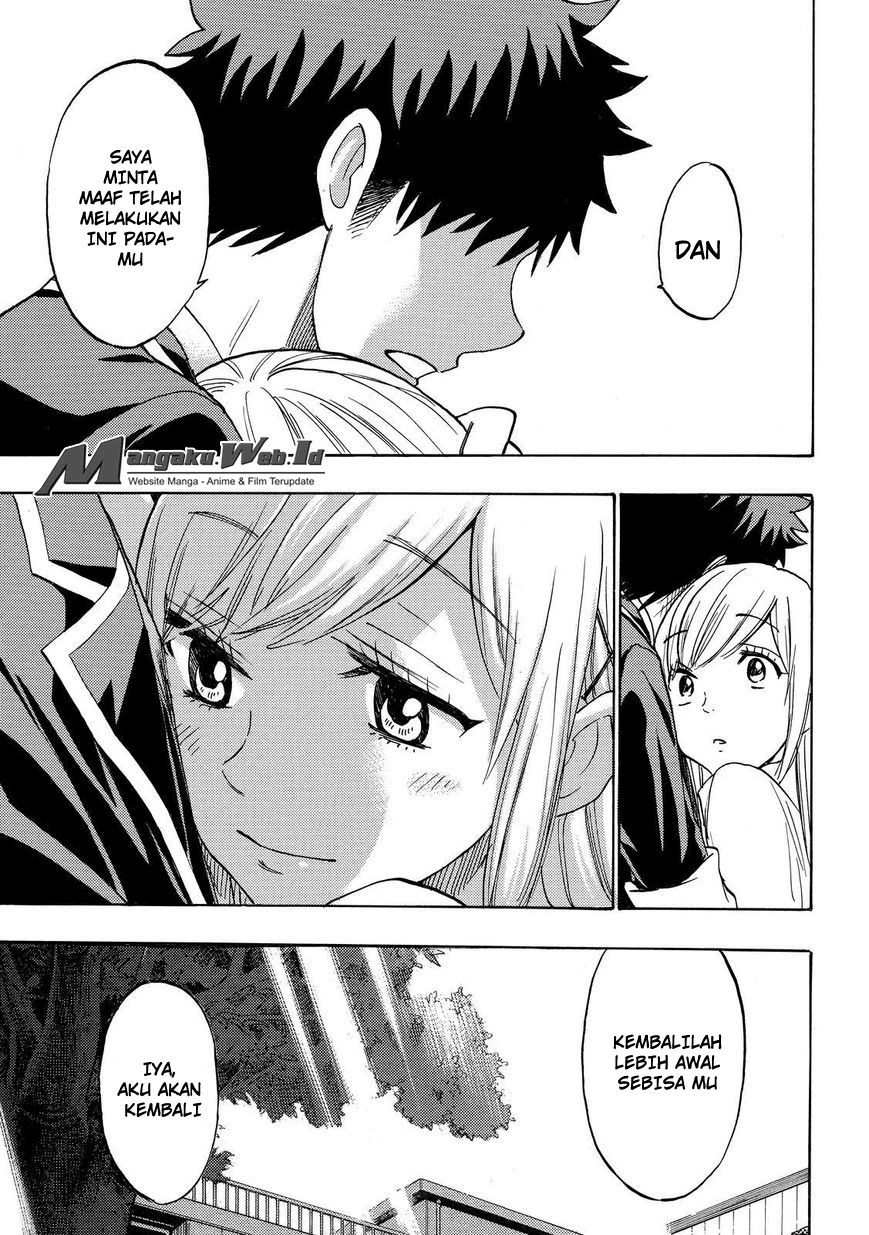 DAN
SAYA
MINTA
MAAF TELAH
MELAKUKAN
INI PADA-
MU
Mangaku.Web.Id
Website Manga - Anime & Film Terupdate
KEMBALILAH
LEBIH AWAL
SEBISA MU
IYA,
AKU AKAN
KEMBALI